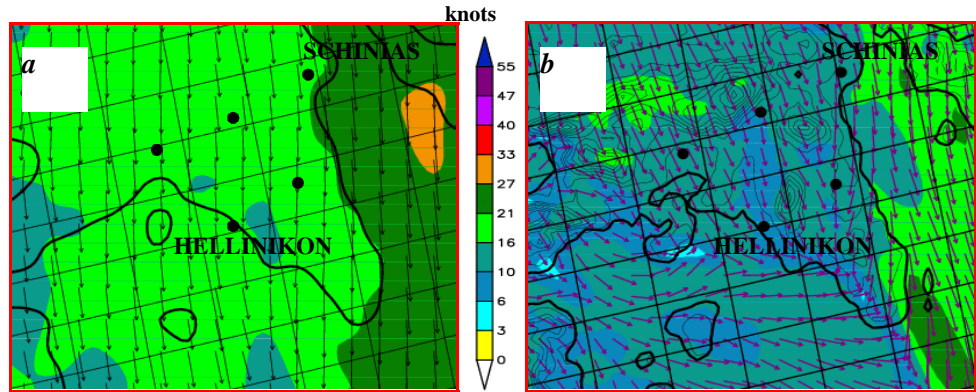 knots
a
SCHINIAS
HELLINIKON
55
47
40
33
27
21
16
10
6
3
0
b
SCHINIAS
HELLINIKON